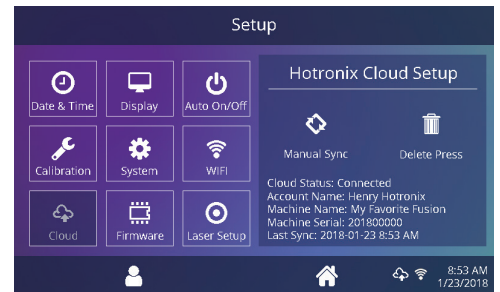 Setup
Date & Time
Display
Auto On/Off
Calibration
System
WIFI
Cloud
Firmware
Laser Setup
Hotronix Cloud Setup
Manual Sync
Delete Press
Cloud Status: Connected
Account Name: Henry Hotronix
Machine Name: My Favorite Fusion
Machine Serial: 201800000
Last Sync: 2018-01-23 8:53 AM
8:53 AM
1/23/2018